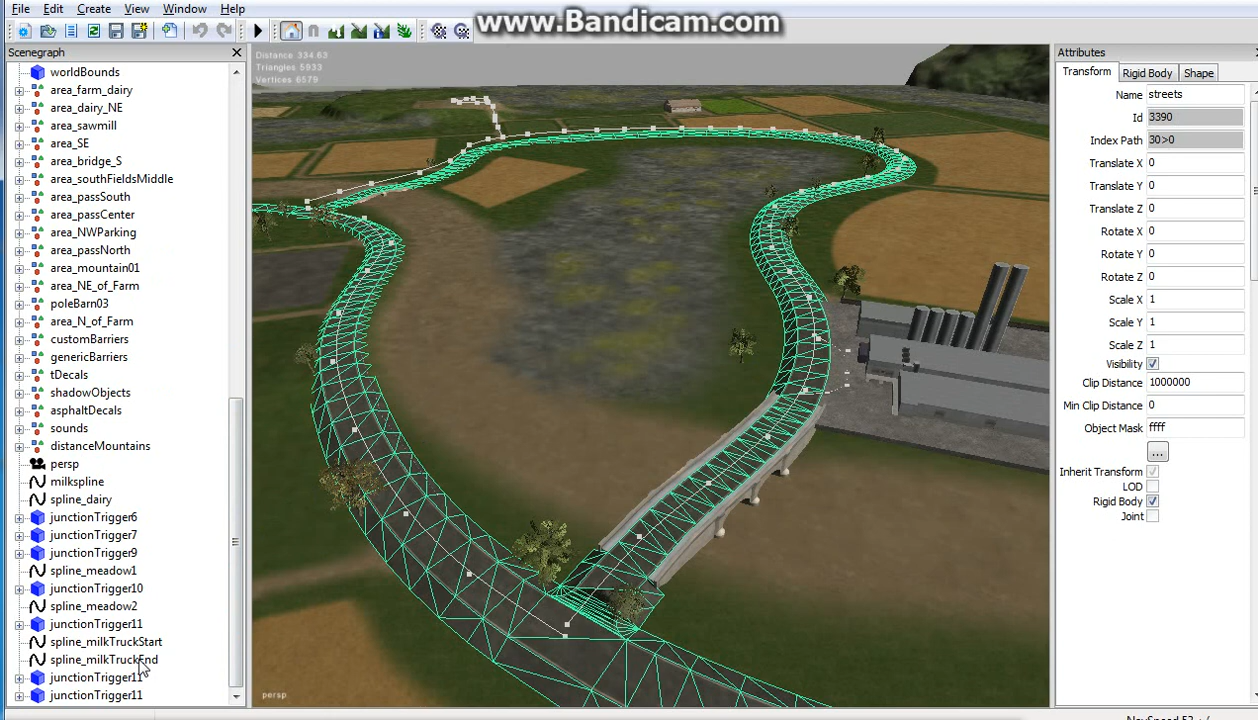 File Edit Create View Window Help
www.Bandicam.com
Scenegraph
worldBounds
area_farm_dairy
area_dairy_NE
area_sawmill
area_SE
area_bridge_S
area_southFieldsMiddle
area_passSouth
area_passCenter
area_NWParking
area_passNorth
area_mountain01
area_NE_of_Farm
poleBarn03
area_N_of_Farm
customBarriers
genericBarriers
tDecals
shadowObjects
asphaltDecals
sounds
distanceMountains
persp
milkspline
spline_dairy
junctionTrigger6
junctionTrigger7
junctionTrigger9
spline_meadow1
junctionTrigger10
spline_meadow2
junctionTrigger11
spline_milkTruckStart
spline_milkTruckEnd
junctionTrigger11
junctionTrigger11
Distance 334.63
Triangles 5933
Vertices 6579
persp
Attributes
Transform Rigid Body Shape
Name streets
Id 3390
Index Path 30>0
Translate X 0
Translate Y 0
Translate Z 0
Rotate X 0
Rotate Y 0
Rotate Z 0
Scale X 1
Scale Y 1
Scale Z 1
Visibility
Clip Distance 1000000
Min Clip Distance 0
Object Mask ffff
...
Inherit Transform
LOD
Rigid Body
Joint